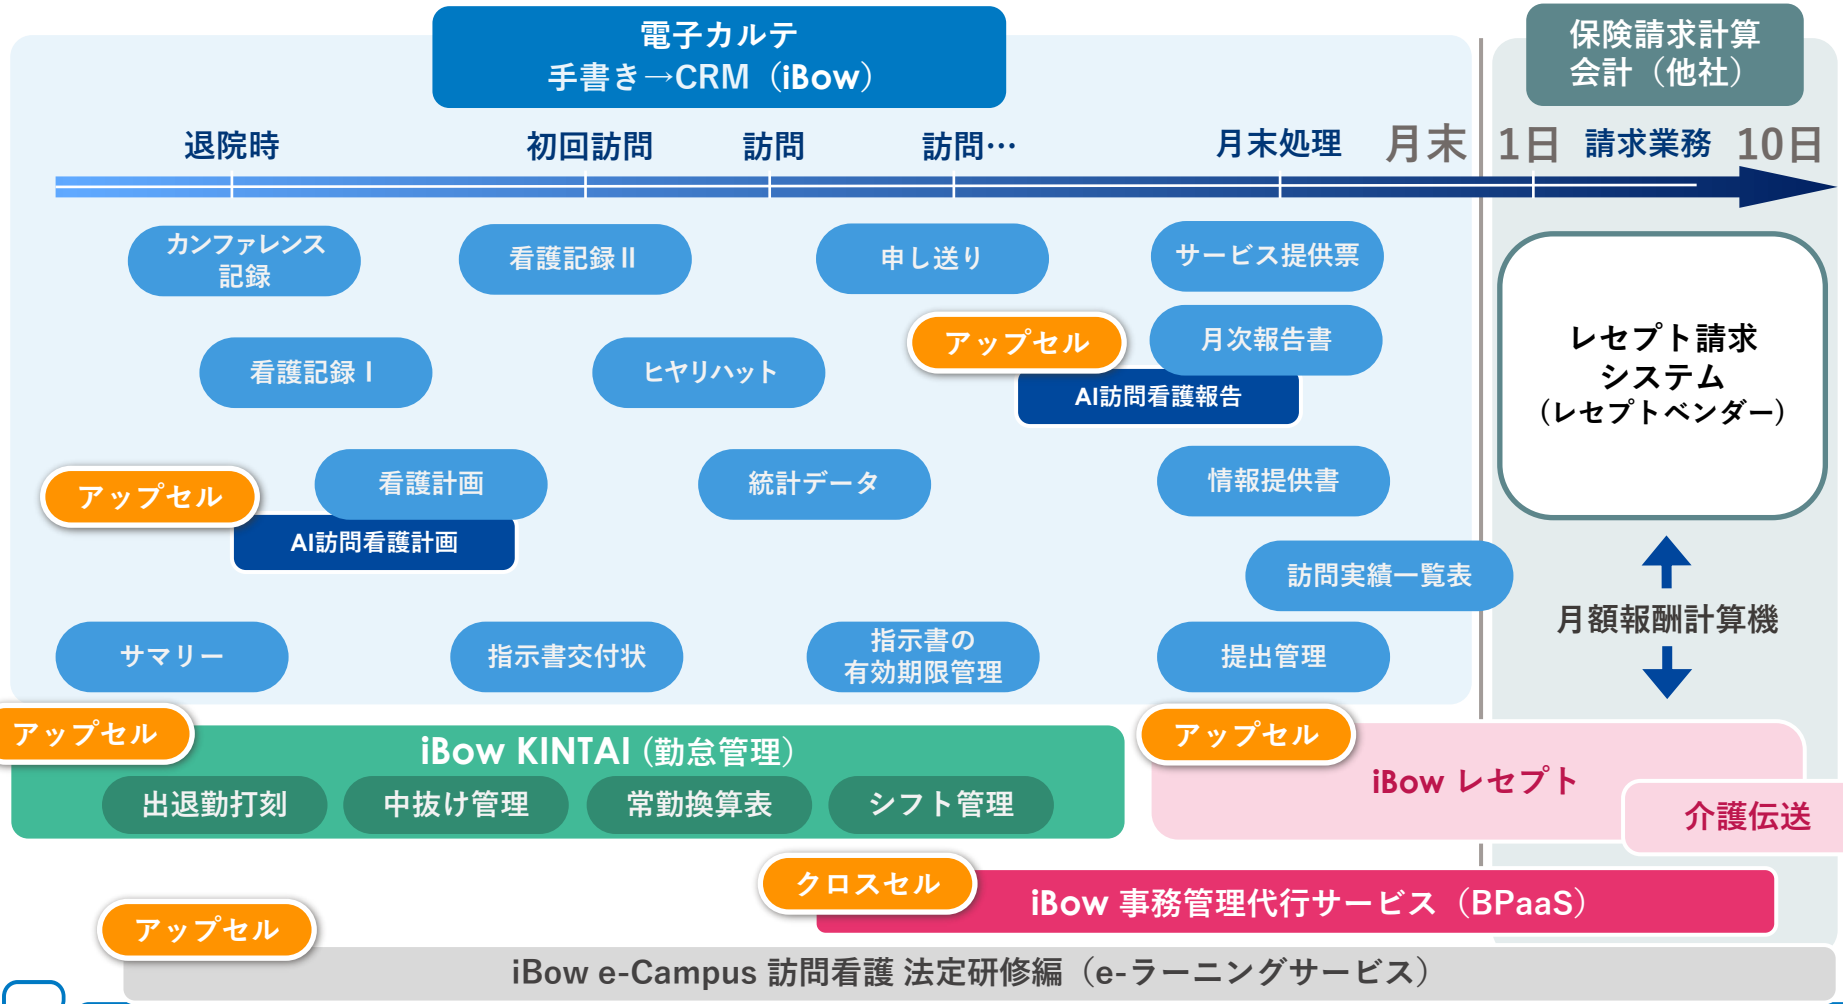 電子カルテ
手書き→CRM（iBow）
保険請求計算
会計（他社）
退院時
初回訪問
訪問
訪問…
月末処理
月末
1日
請求業務
10日
カンファレンス
記録
看護記録Ⅱ
申し送り
サービス提供票
看護記録Ⅰ
ヒヤリハット
アップセル
月次報告書
AI訪問看護報告
レセプト請求
システム
（レセプトベンダー）
アップセル
看護計画
AI訪問看護計画
統計データ
情報提供書
訪問実績一覧表
月額報酬計算機
サマリー
指示書交付状
指示書の
有効期限管理
提出管理
アップセル
iBow KINTAI（勤怠管理）
出退勤打刻
中抜け管理
常勤換算表
シフト管理
アップセル
iBow レセプト
介護伝送
クロスセル
iBow 事務管理代行サービス（BPaaS）
アップセル
iBow e-Campus 訪問看護 法定研修編（e-ラーニングサービス）